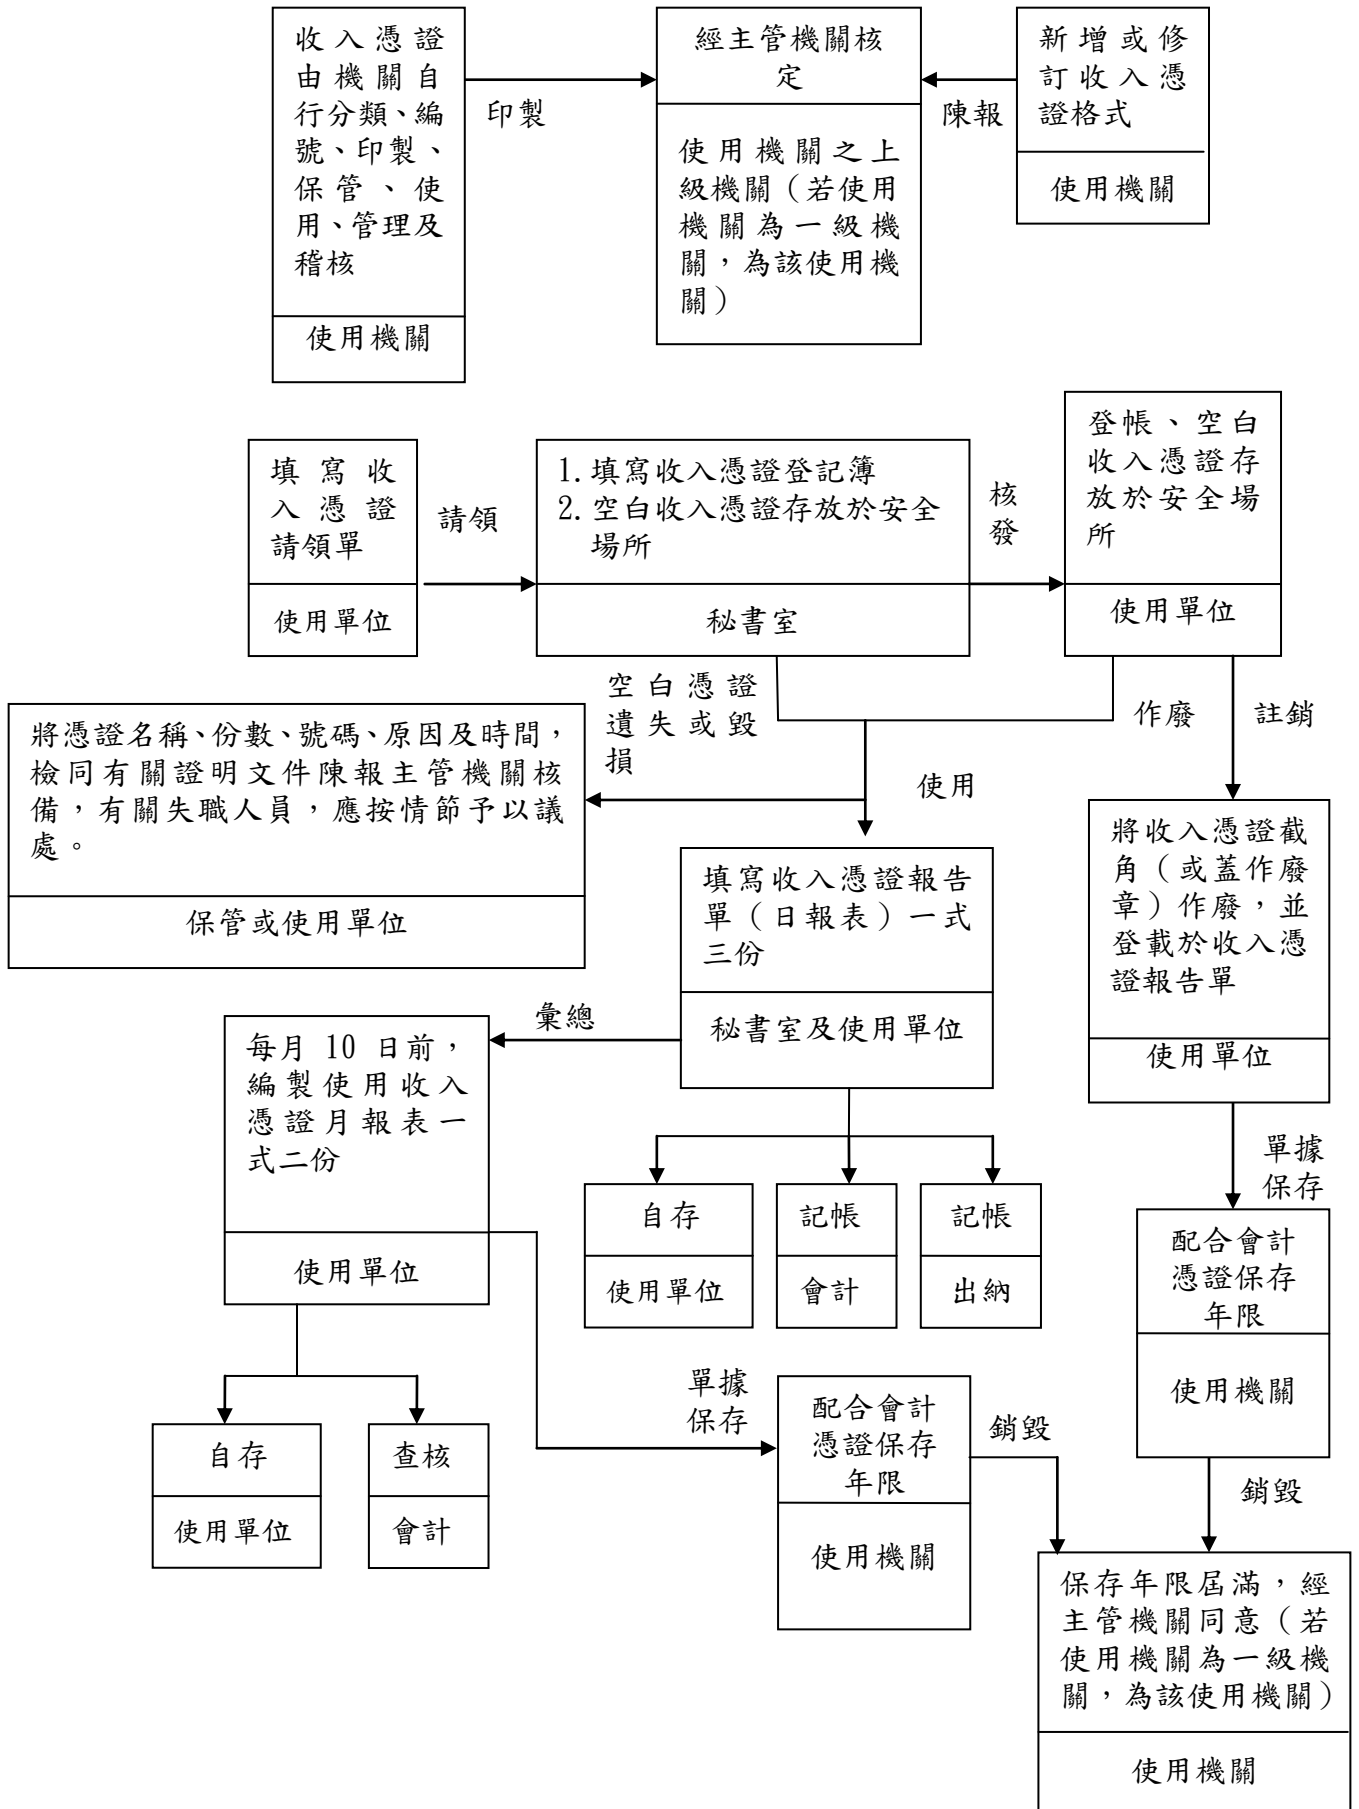 收入憑證
由機關自
行分類、編
號、印製、
保管、使
用、管理及
稽核
使用機關
印製
經主管機關核
定
使用機關之上
級機關（若使用
機關為一級機
關，為該使用機
關）
陳報
新增或修
訂收入憑
證格式
使用機關
填寫收
入憑證
請領單
使用單位
請領
1.填寫收入憑證登記簿
2.空白收入憑證存放於安全
場所
秘書室
核
發
登帳、空白
收入憑證存
放於安全場
所
使用單位
空白憑證
遺失或毀
損
將憑證名稱、份數、號碼、原因及時間，
檢同有關證明文件陳報主管機關核
備，有關失職人員，應按情節予以議
處。
保管或使用單位
使用
作廢
註銷
填寫收入憑證報告
單（日報表）一式
三份
秘書室及使用單位
將收入憑證截
角（或蓋作廢
章）作廢，並
登載於收入憑
證報告單
使用單位
彙總
每月 10 日前，
編製使用收入
憑證月報表一
式二份
使用單位
自存
使用單位
記帳
會計
記帳
出納
單據
保存
配合會計
憑證保存
年限
使用機關
自存
使用單位
查核
會計
單據
保存
配合會計
憑證保存
年限
使用機關
銷毀
銷毀
保存年限屆滿，經
主管機關同意（若
使用機關為一級機
關，為該使用機關）
使用機關